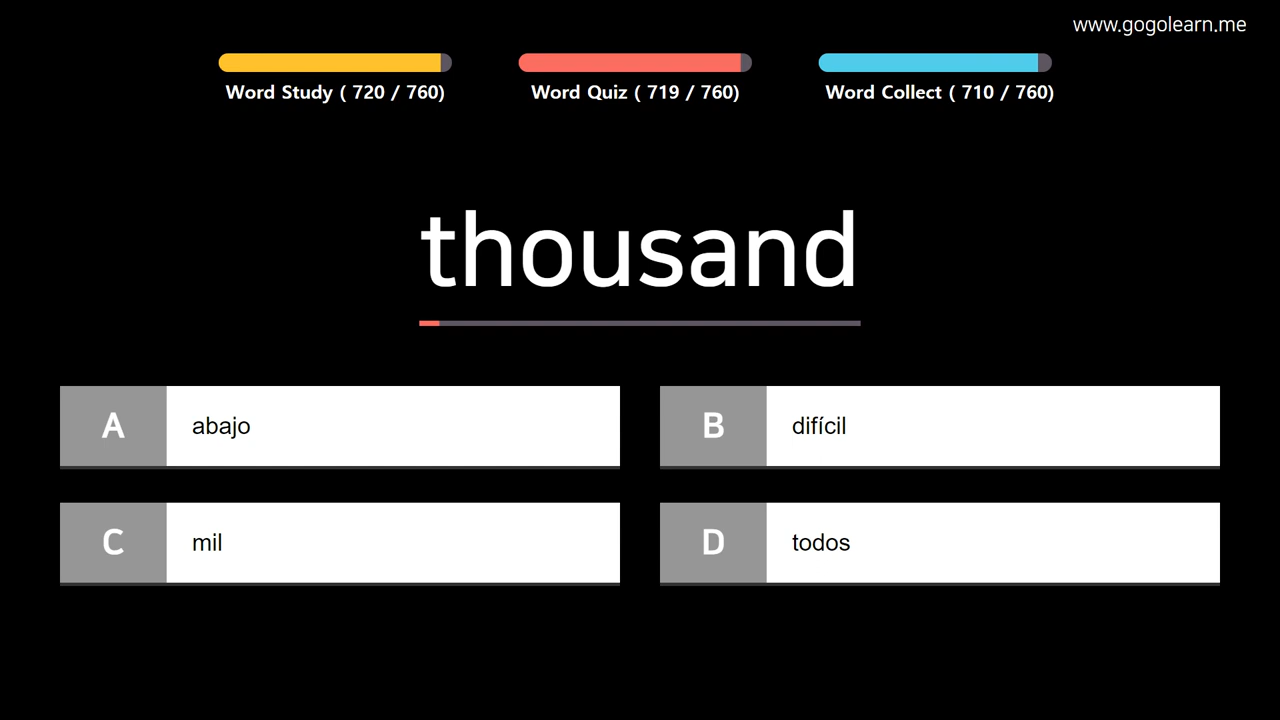 www.gogolearn.me
Word Study ( 720 / 760)
Word Quiz ( 719 / 760)
Word Collect ( 710 / 760)
thousand
A abajo
B difícil
C mil
D todos